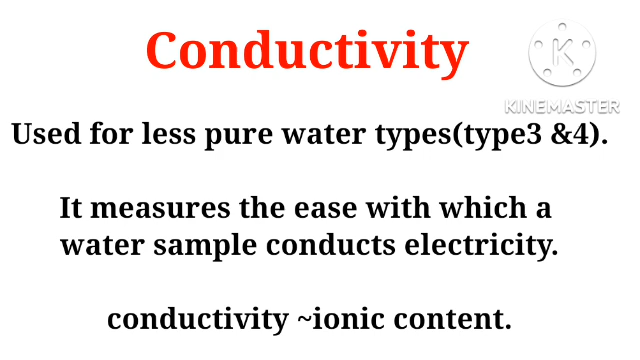 Conductivity
K
KINEMASTER
Used for less pure water types(type3 &4).
It measures the ease with which a
water sample conducts electricity.
conductivity ~ionic content.